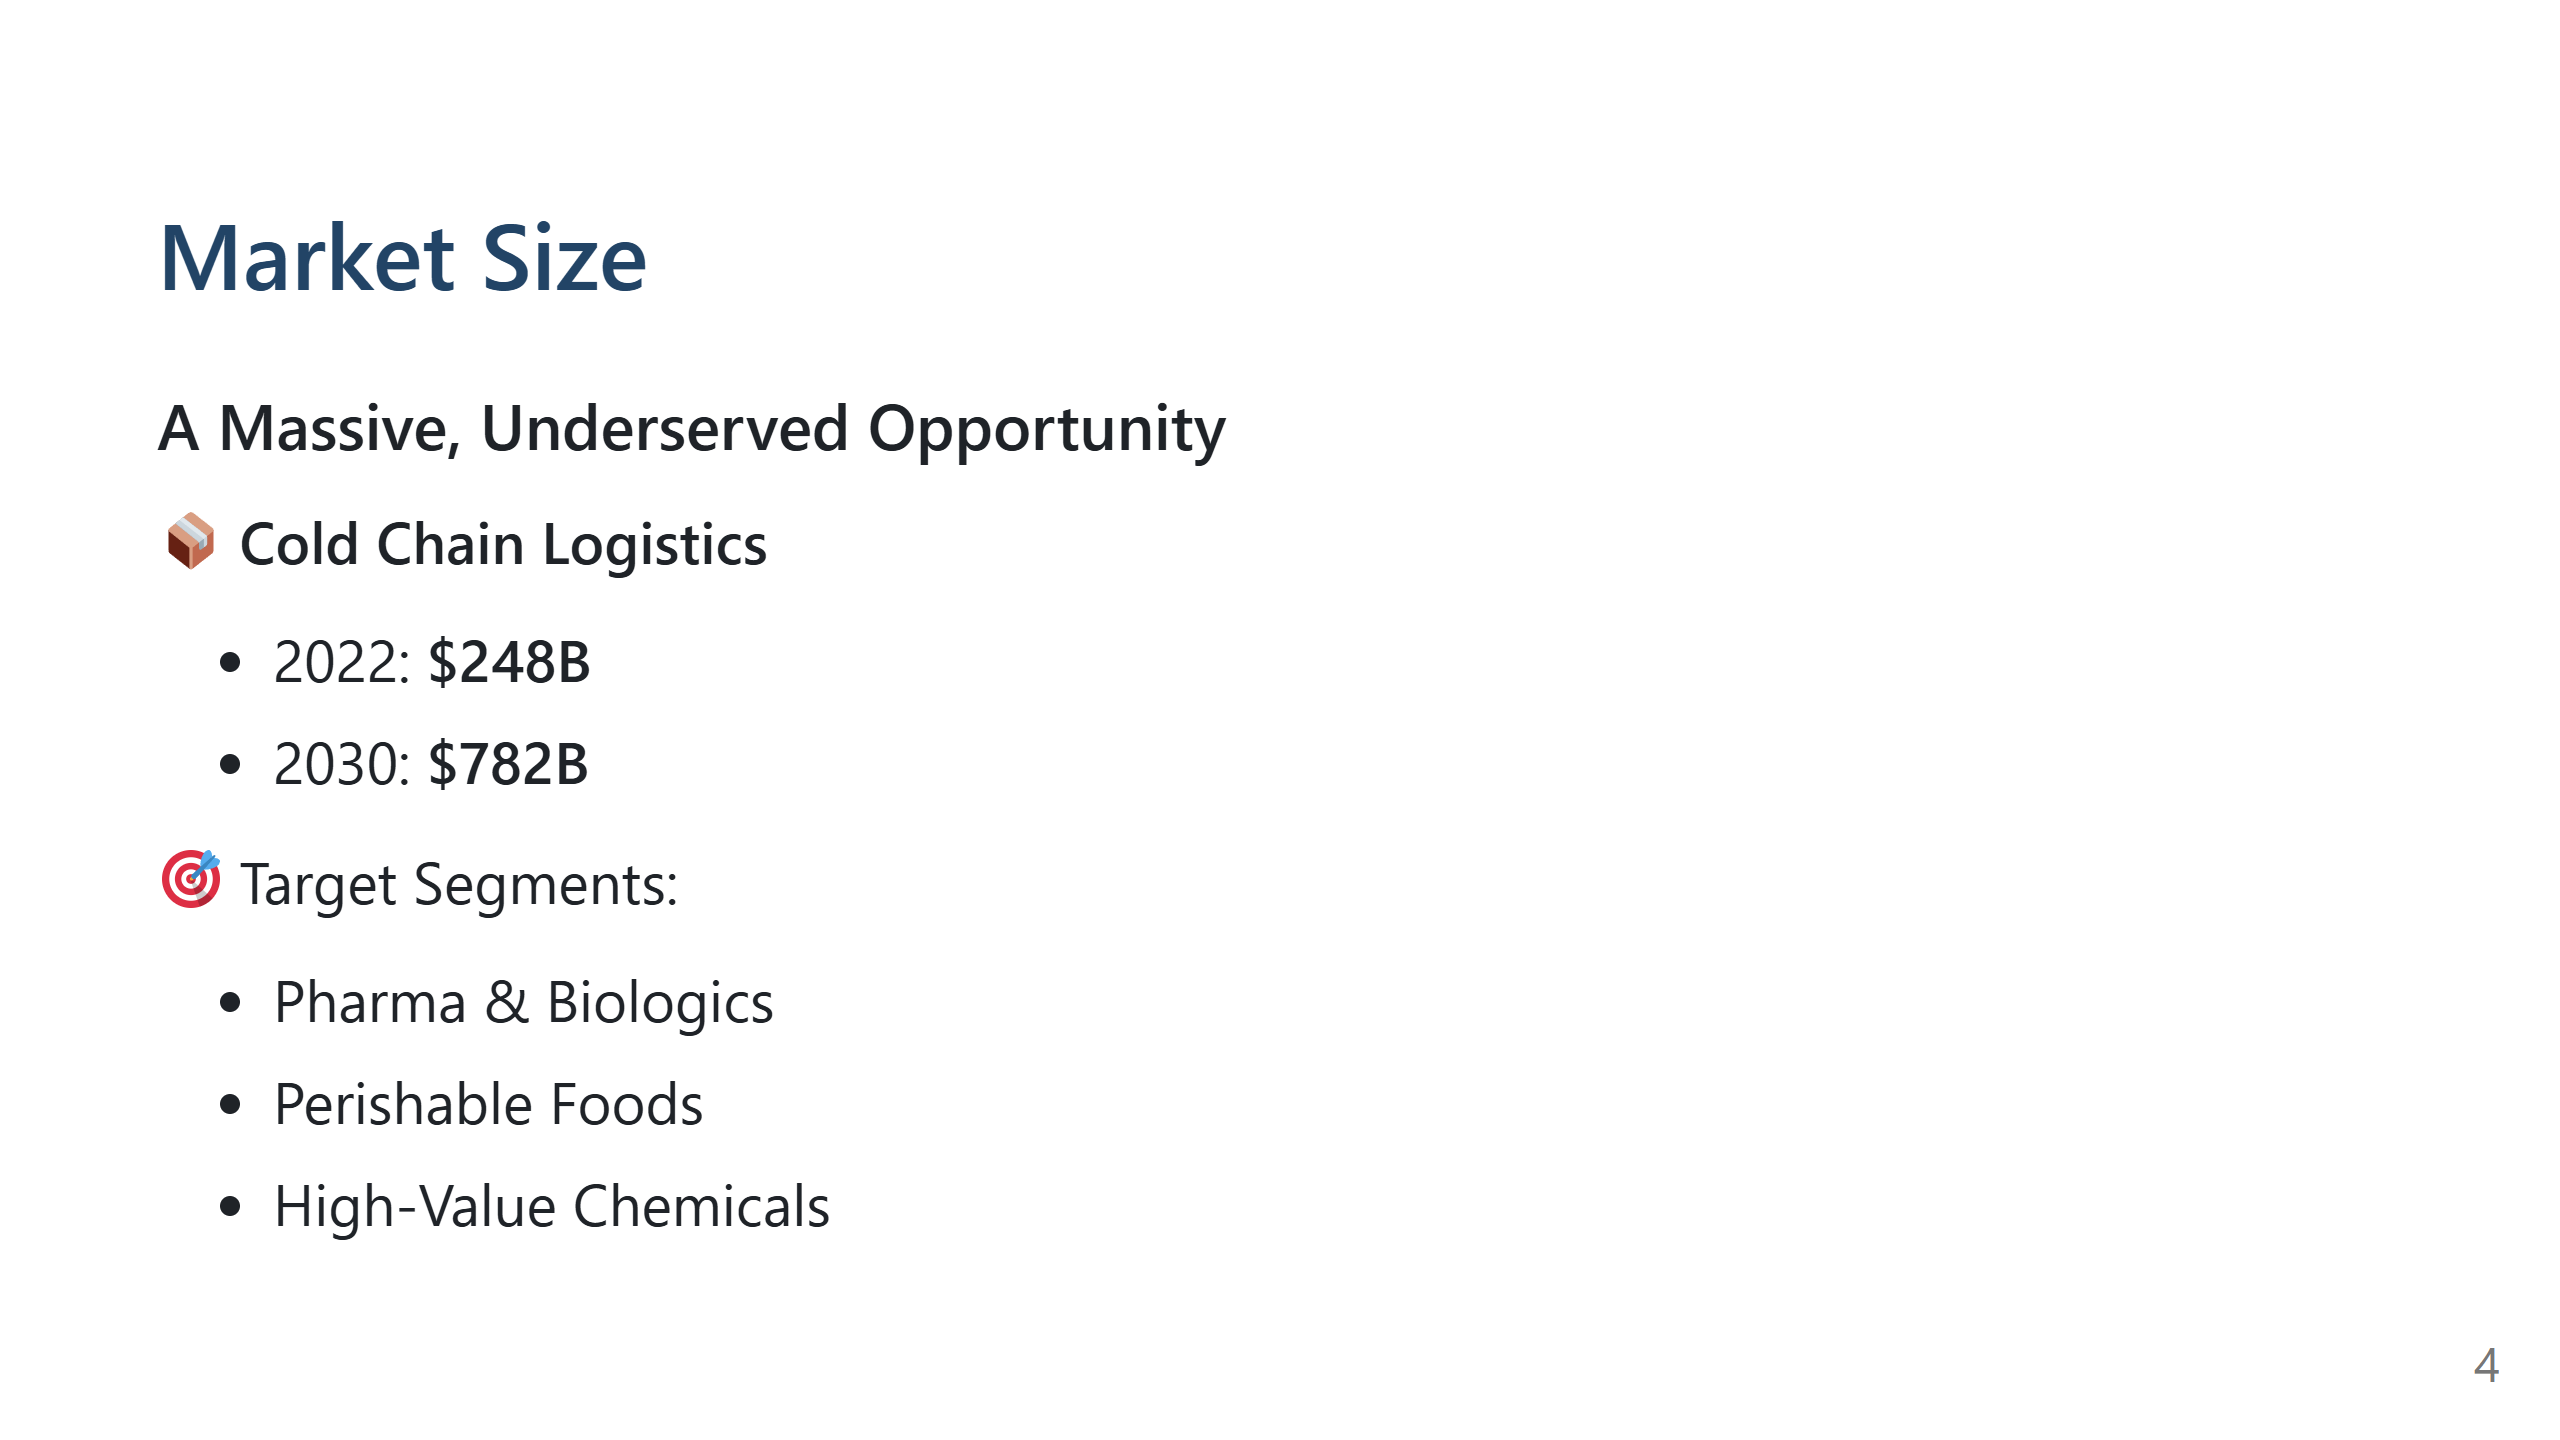 Market Size
A Massive, Underserved Opportunity
📦 Cold Chain Logistics
• 2022: $248B
• 2030: $782B
🎯 Target Segments:
• Pharma & Biologics
• Perishable Foods
• High-Value Chemicals
4